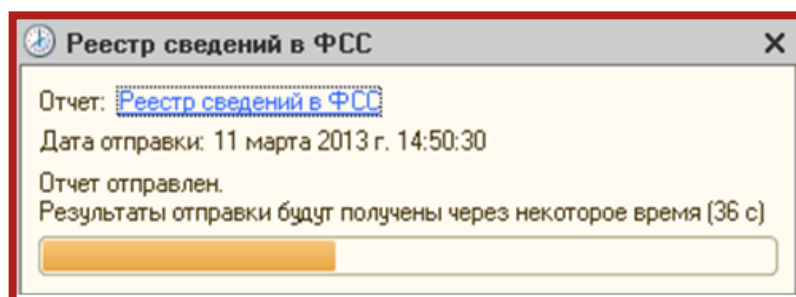 Реестр сведений в ФСС
Отчет: Реестр сведений в ФСС
Дата отправки: 11 марта 2013 г. 14:50:30
Отчет отправлен.
Результаты отправки будут получены через некоторое время (36 с)